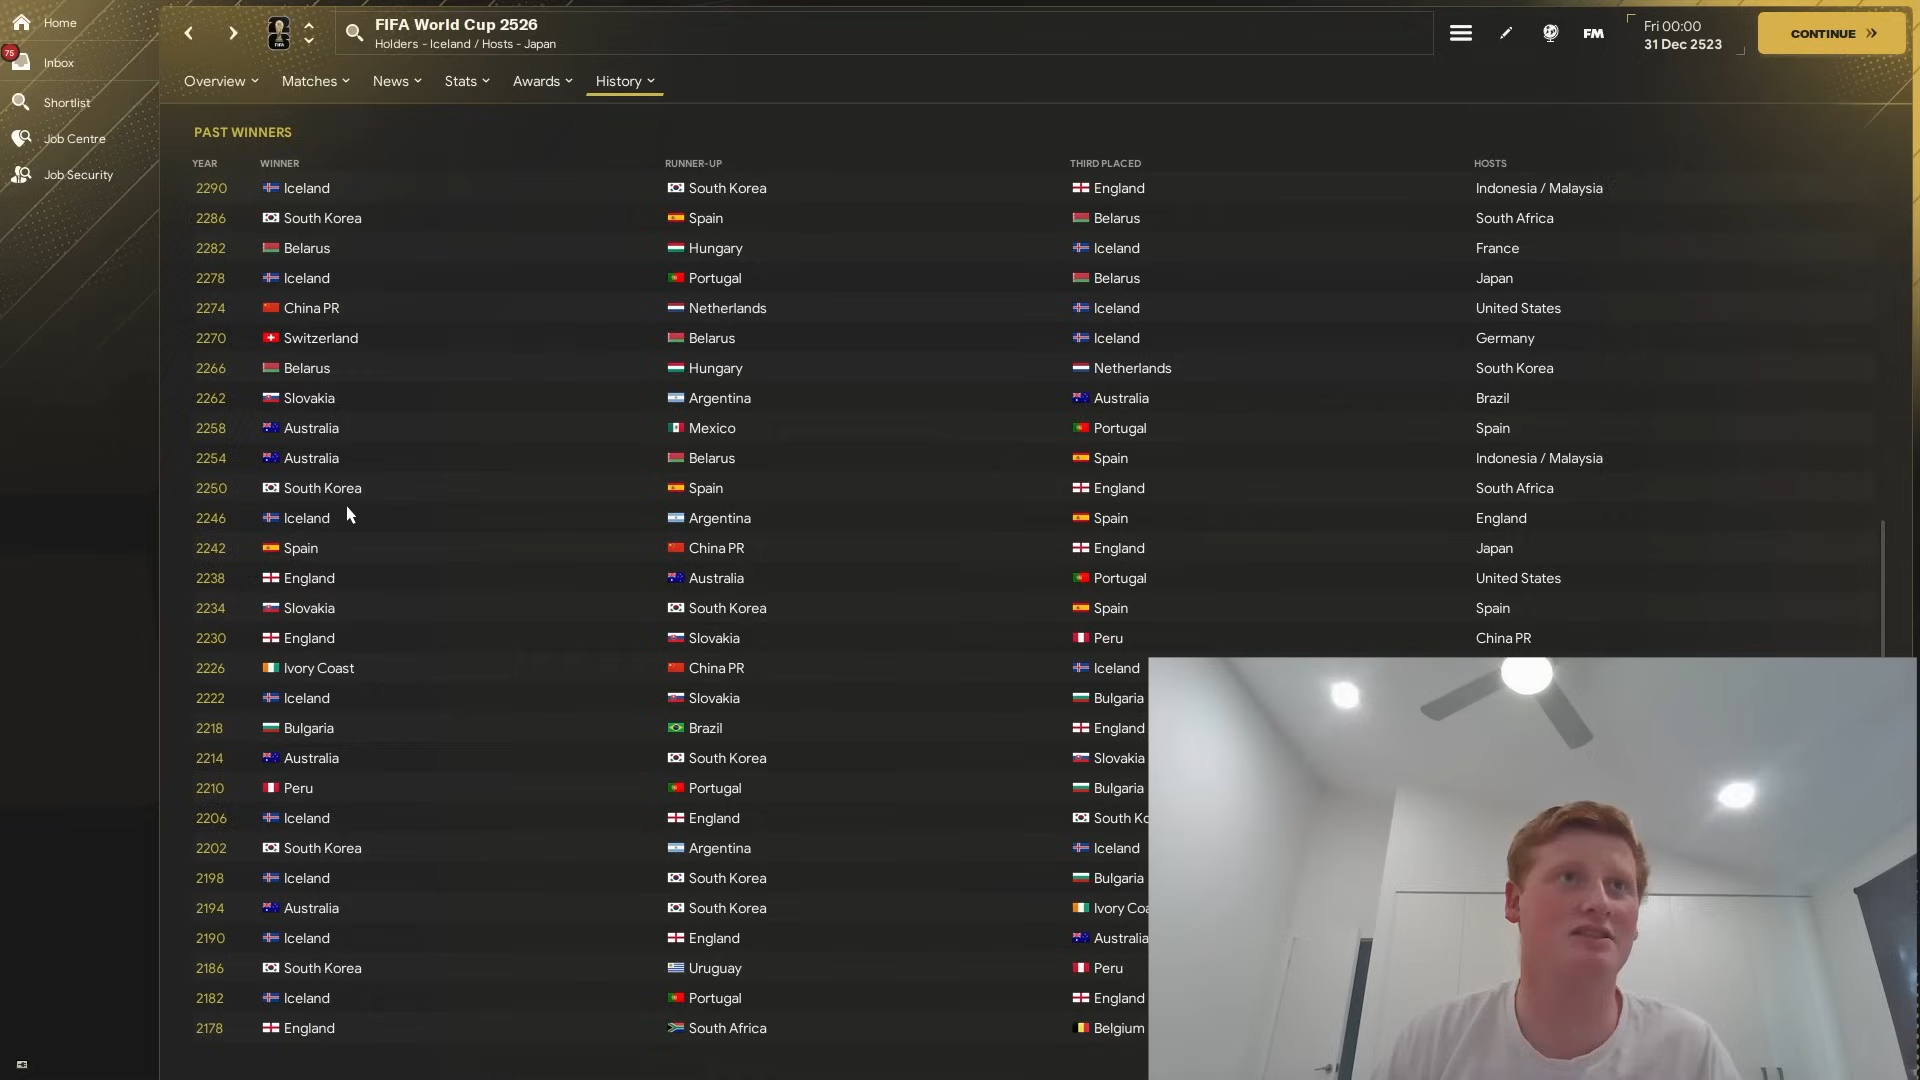 Home
75
Inbox
Shortlist
Job Centre
Job Security
FIFA
FIFA World Cup 2526
Holders - Iceland / Hosts - Japan
FM
Fri 00:00
31 Dec 2523
CONTINUE
Overview Matches News Stats Awards History
PAST WINNERS
YEAR WINNER RUNNER-UP THIRD PLACED HOSTS
2290 Iceland South Korea England Indonesia / Malaysia
2286 South Korea Spain Belarus South Africa
2282 Belarus Hungary Iceland France
2278 Iceland Portugal Belarus Japan
2274 China PR Netherlands Iceland United States
2270 Switzerland Belarus Iceland Germany
2266 Belarus Hungary Netherlands South Korea
2262 Slovakia Argentina Australia Brazil
2258 Australia Mexico Portugal Spain
2254 Australia Belarus Spain Indonesia / Malaysia
2250 South Korea Spain England South Africa
2246 Iceland Argentina Spain England
2242 Spain China PR England Japan
2238 England Australia Portugal United States
2234 Slovakia South Korea Spain Spain
2230 England Slovakia Peru China PR
2226 Ivory Coast China PR Iceland
2222 Iceland Slovakia Bulgaria
2218 Bulgaria Brazil England
2214 Australia South Korea Slovakia
2210 Peru Portugal Bulgaria
2206 Iceland England South Ko
2202 South Korea Argentina Iceland
2198 Iceland South Korea Bulgaria
2194 Australia South Korea Ivory Coa
2190 Iceland England Australia
2186 South Korea Uruguay Peru
2182 Iceland Portugal England
2178 England South Africa Belgium